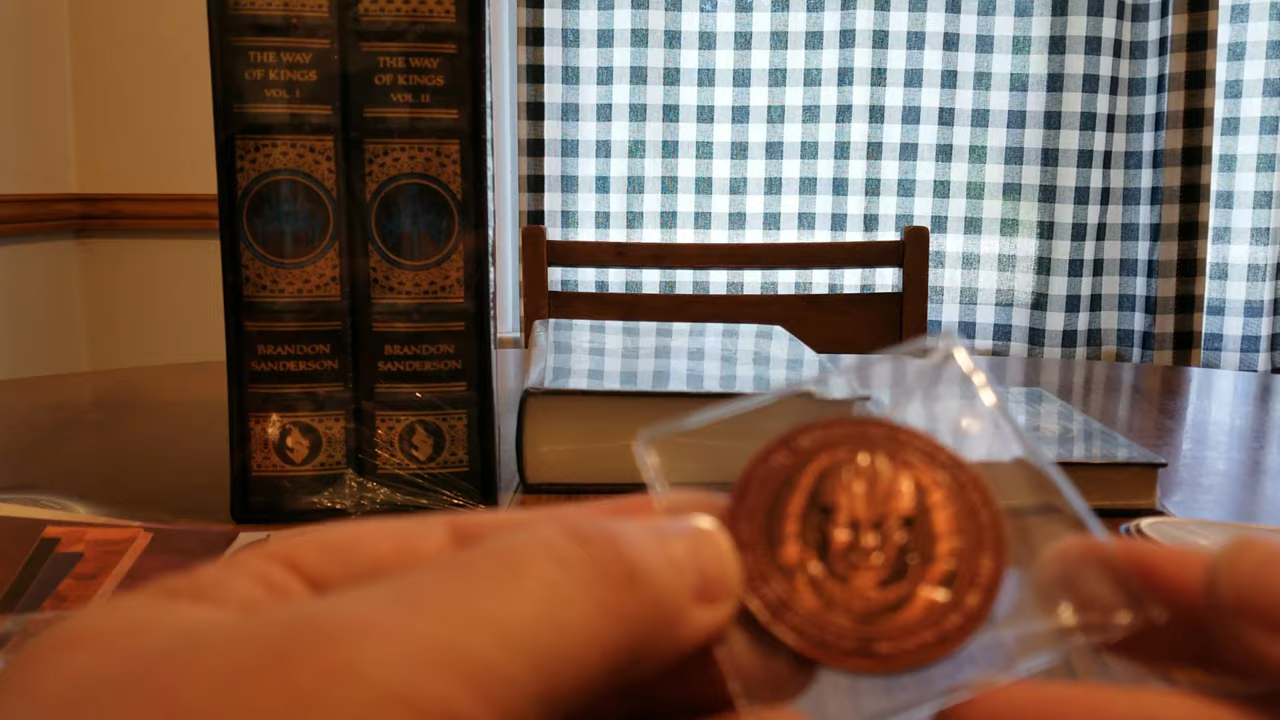 THE WAY
OF KINGS
VOL. I
BRANDON
SANDERSON
THE WAY
OF KINGS
VOL. II
BRANDON
SANDERSON